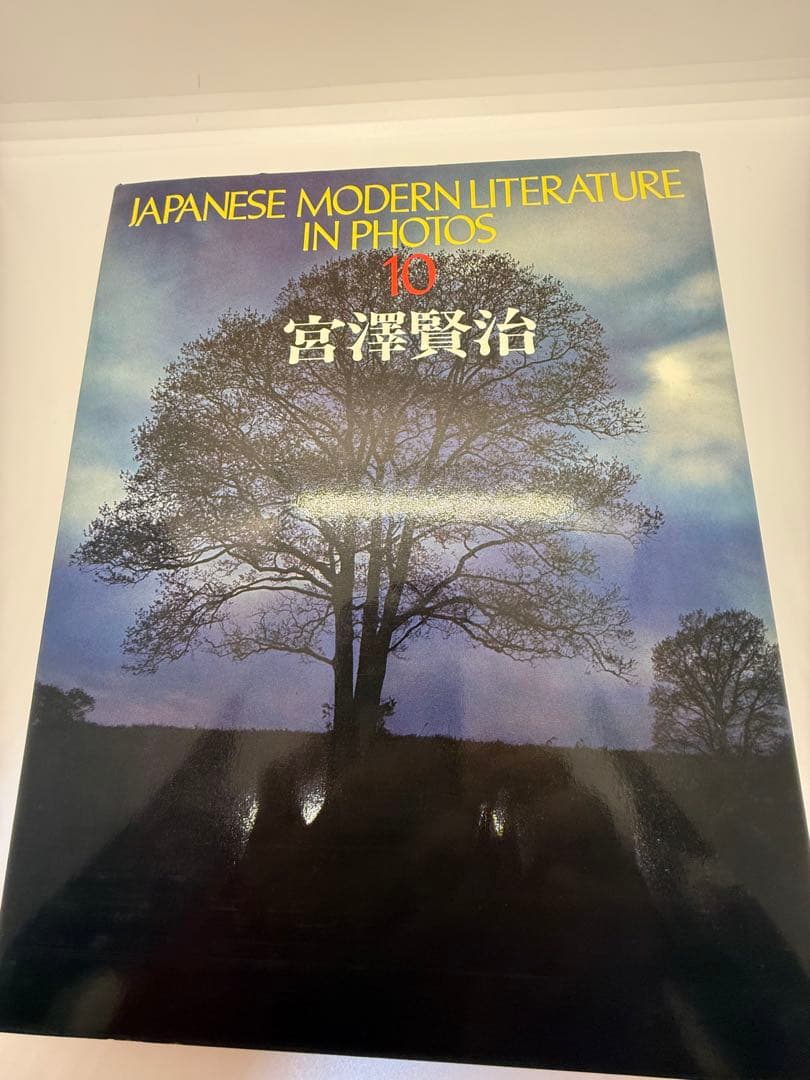 JAPANESE MODERN LITERATURE
IN PHOTOS
10
宮澤賢治